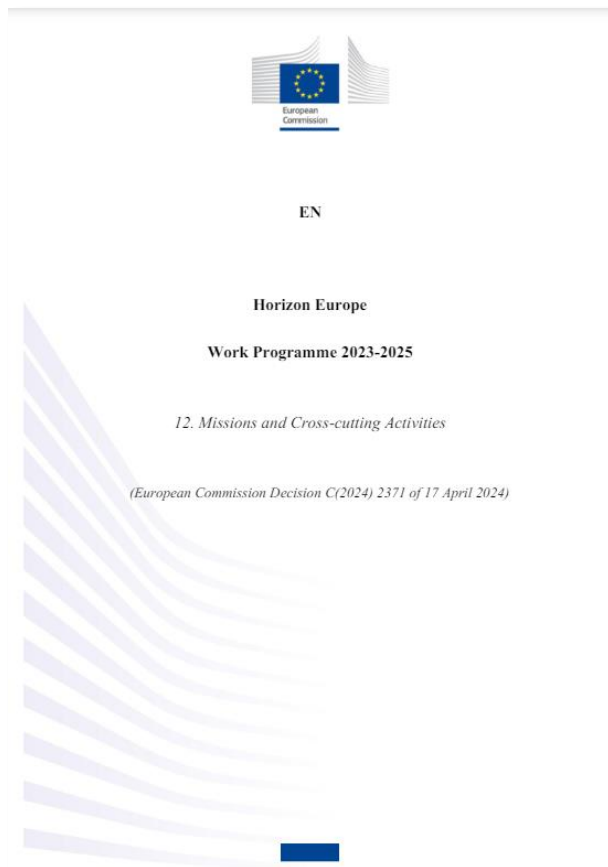 European
Commission
EN
Horizon Europe
Work Programme 2023-2025
12. Missions and Cross-cutting Activities
(European Commission Decision C(2024) 2371 of 17 April 2024)